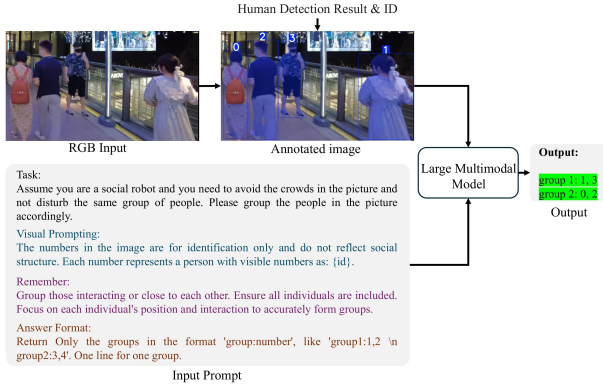 Human Detection Result & ID
0
2
3
1
RGB Input
Annotated image
Task:
Assume you are a social robot and you need to avoid the crowds in the picture and
not disturb the same group of people. Please group the people in the picture
accordingly.
Visual Prompting:
The numbers in the image are for identification only and do not reflect social
structure. Each number represents a person with visible numbers as: {id}.
Remember:
Group those interacting or close to each other. Ensure all individuals are included.
Focus on each individual's position and interaction to accurately form groups.
Answer Format:
Return Only the groups in the format 'group:number', like 'group1:1,2 \n
group2:3,4'. One line for one group.
Input Prompt
Large Multimodal
Model
Output:
group 1: 1, 3
group 2: 0, 2
Output